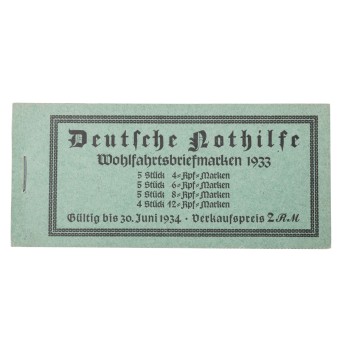 Deutsche Nothilfe
Wohlfahrtsbriefmarken 1933
5 Stück 4=Rpf=Marken
5 Stück 6=Rpf=Marken
5 Stück 8=Rpf=Marken
4 Stück 12=Rpf=Marken
Gültig bis 30. Juni 1934 · Verkaufspreis 2 RM